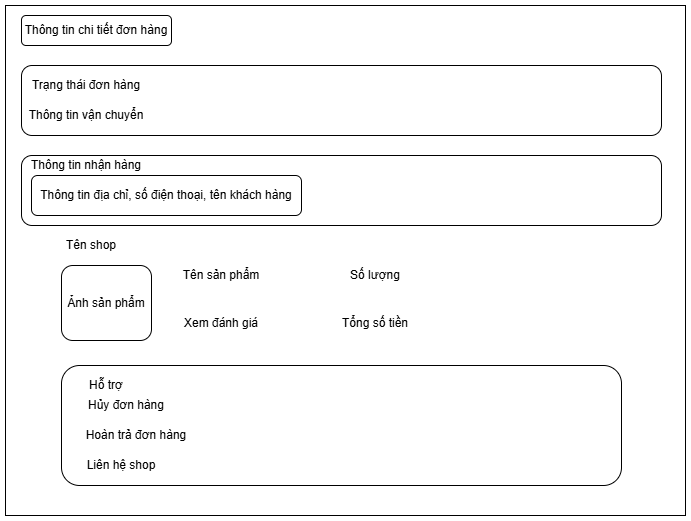 Thông tin chi tiết đơn hàng
Trạng thái đơn hàng
Thông tin vận chuyển
Thông tin nhận hàng
Thông tin địa chỉ, số điện thoại, tên khách hàng
Tên shop
Ảnh sản phẩm
Tên sản phẩm
Số lượng
Xem đánh giá
Tổng số tiền
Hỗ trợ
Hủy đơn hàng
Hoàn trả đơn hàng
Liên hệ shop